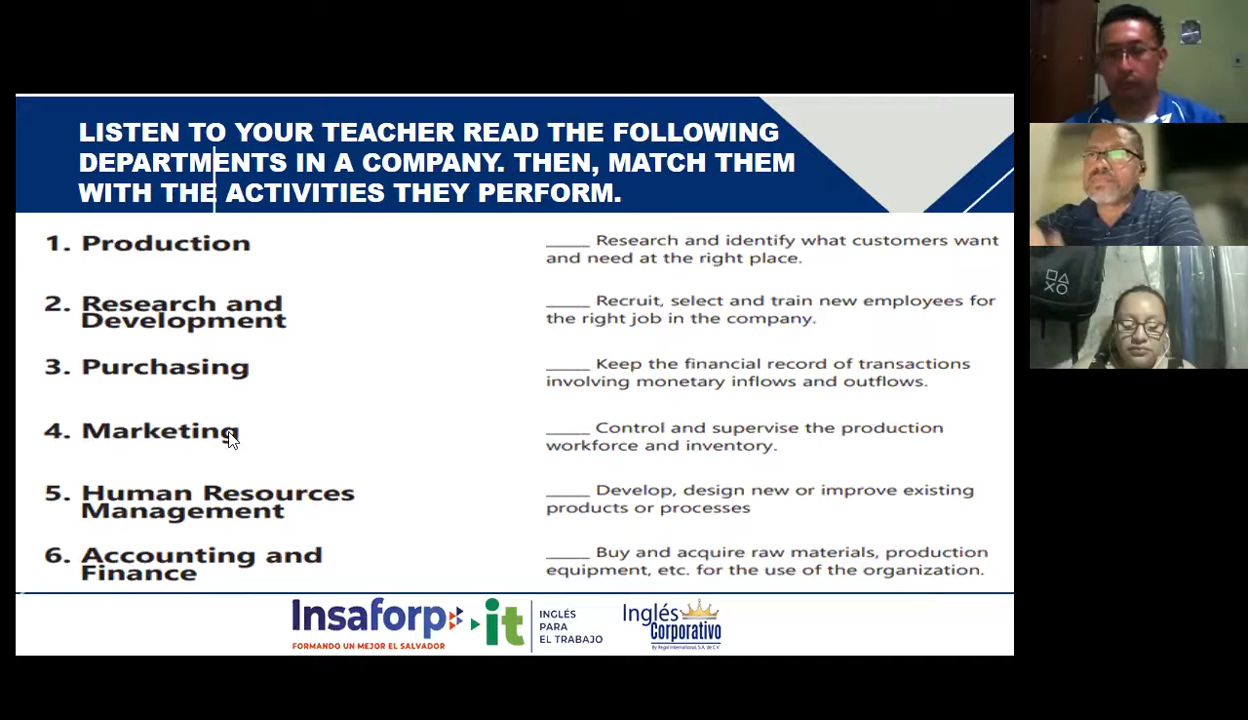 LISTEN TO YOUR TEACHER READ THE FOLLOWING
DEPARTMENTS IN A COMPANY. THEN, MATCH THEM
WITH THE ACTIVITIES THEY PERFORM.
1. Production
2. Research and
Development
3. Purchasing
4. Marketing
5. Human Resources
Management
6. Accounting and
Finance
_____ Research and identify what customers want
and need at the right place.
_____ Recruit, select and train new employees for
the right job in the company.
_____ Keep the financial record of transactions
involving monetary inflows and outflows.
_____ Control and supervise the production
workforce and inventory.
_____ Develop, design new or improve existing
products or processes
_____ Buy and acquire raw materials, production
equipment, etc. for the use of the organization.
Insaforp
FORMANDO UN MEJOR EL SALVADOR
it
INGLÉS
PARA
EL TRABAJO
Inglés
Corporativo
By Regal International, S.A. de C.V